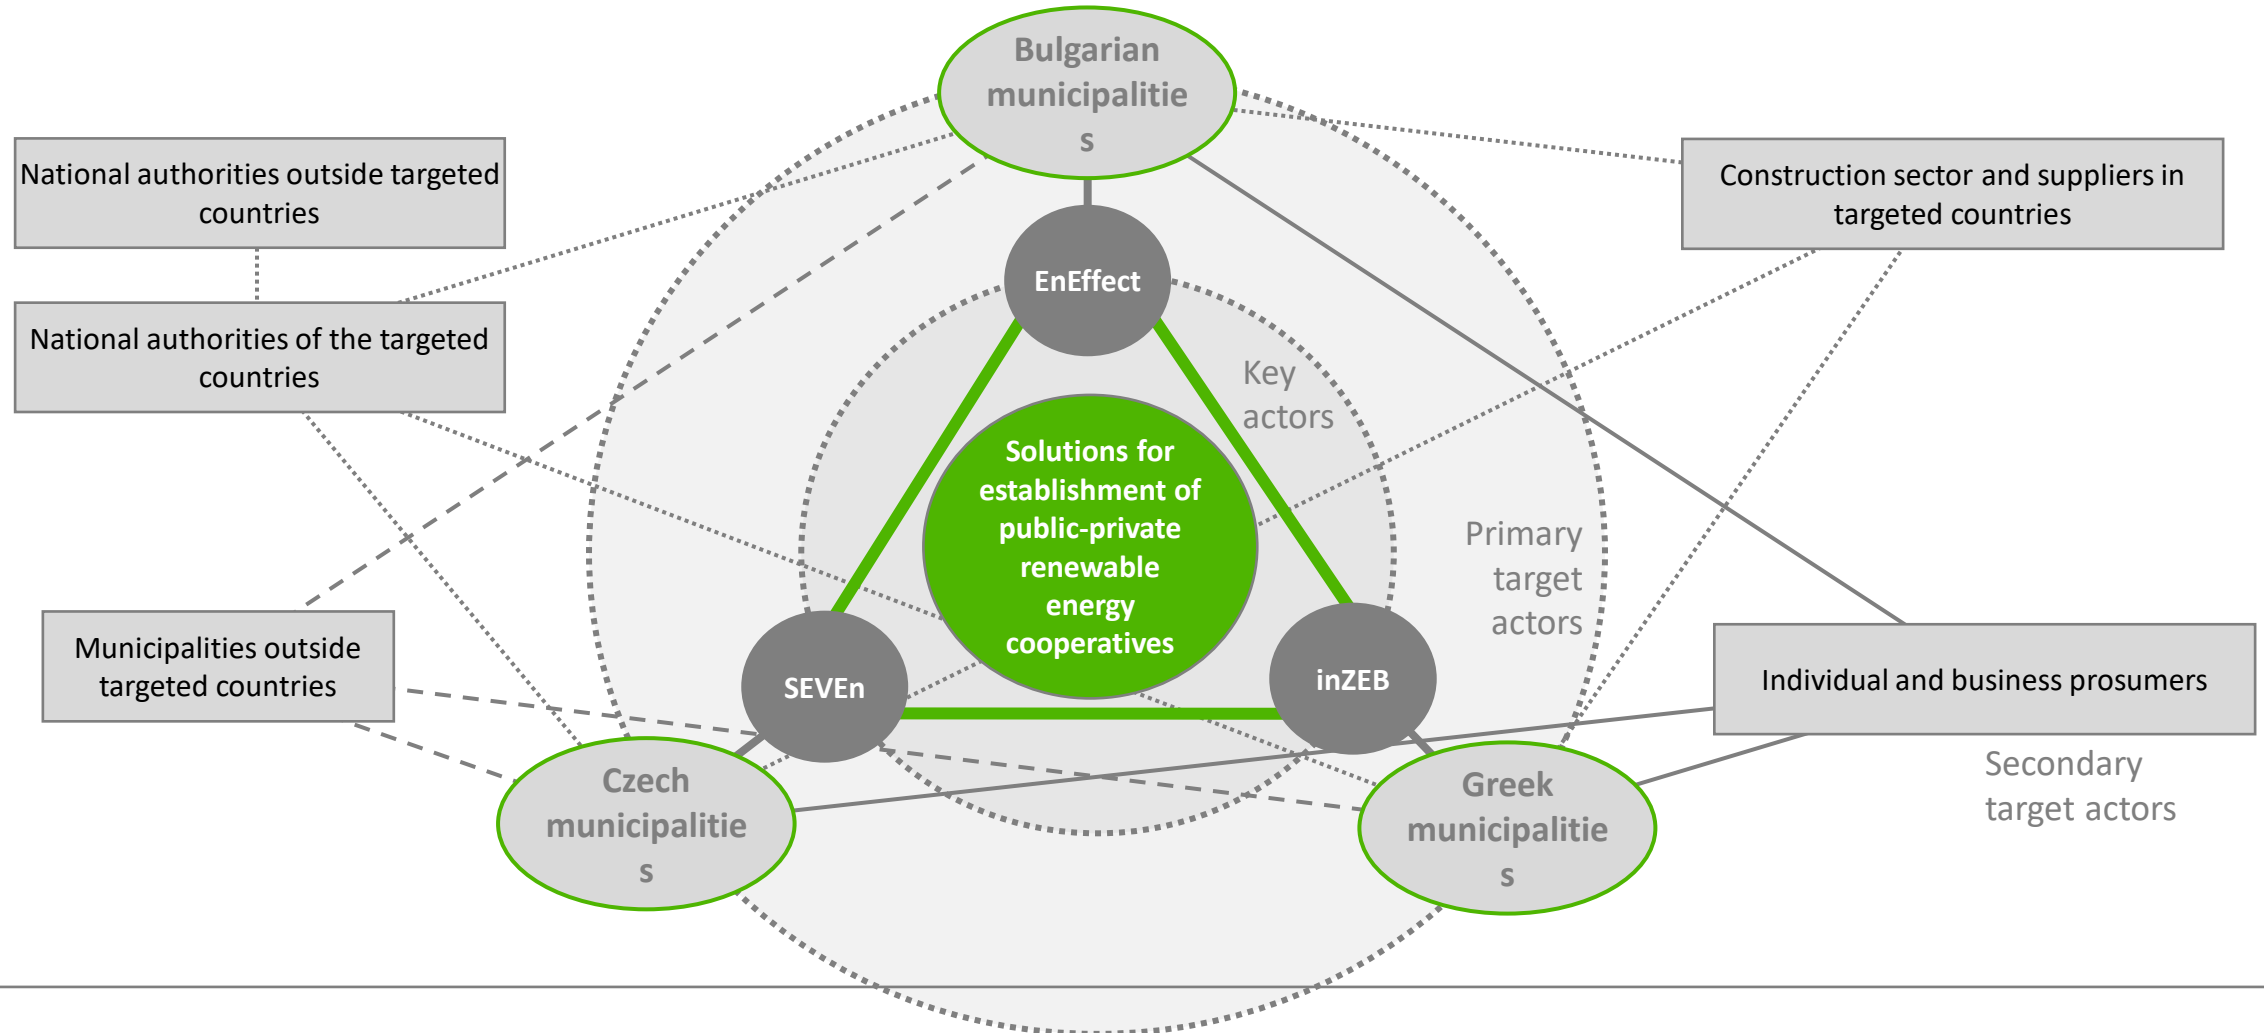 Bulgarian
municipalitie
s
National authorities outside targeted
countries
Construction sector and suppliers in
targeted countries
EnEffect
National authorities of the targeted
countries
Key
actors
Solutions for
establishment of
public-private
renewable
energy
cooperatives
Primary
target
actors
Municipalities outside
targeted countries
SEVEn
inZEB
Individual and business prosumers
Secondary
target actors
Czech
municipalitie
s
Greek
municipalitie
s